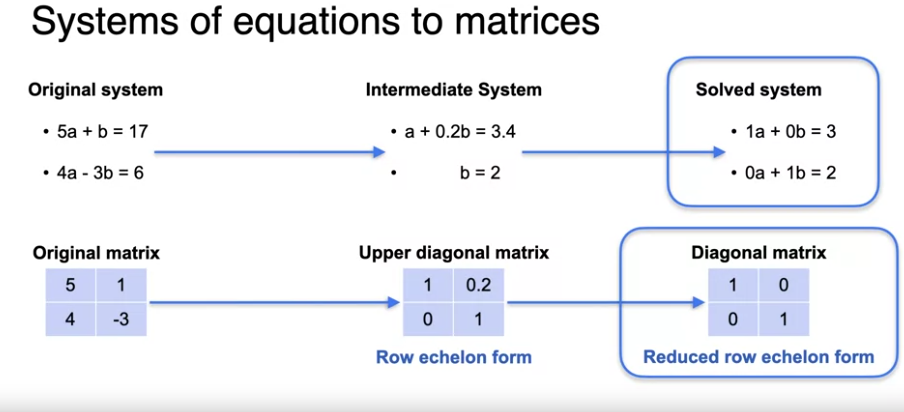 Systems of equations to matrices
Original system
• 5a + b = 17
• 4a - 3b = 6
Intermediate System
• a + 0.2b = 3.4
• b = 2
Solved system
• 1a + 0b = 3
• 0a + 1b = 2
Original matrix
5 1
4 -3
Upper diagonal matrix
1 0.2
0 1
Row echelon form
Diagonal matrix
1 0
0 1
Reduced row echelon form